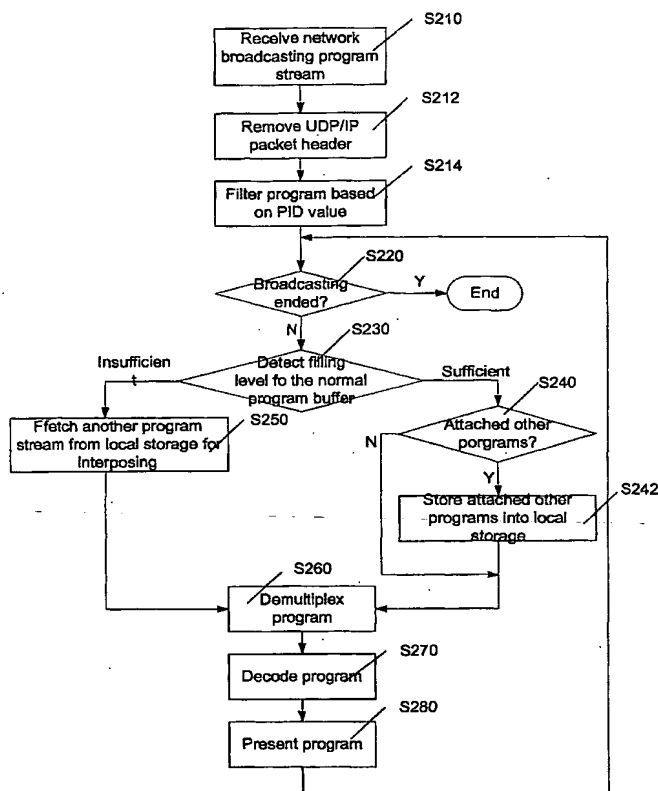 S210
Receive network
broadcasting program
stream
S212
Remove UDP/IP
packet header
S214
Filter program based
on PID value
S220
Broadcasting
ended?
Y
End
N
S230
Detect filling
level fo the normal
program buffer
Insufficien
t
Sufficient
S240
Attached other
porgrams?
N
Y
Ffetch another program
stream from local storage for
Interposing
S250
S242
Store attached other
programs into local
storage
S260
Demultiplex
program
S270
Decode program
S280
Present program